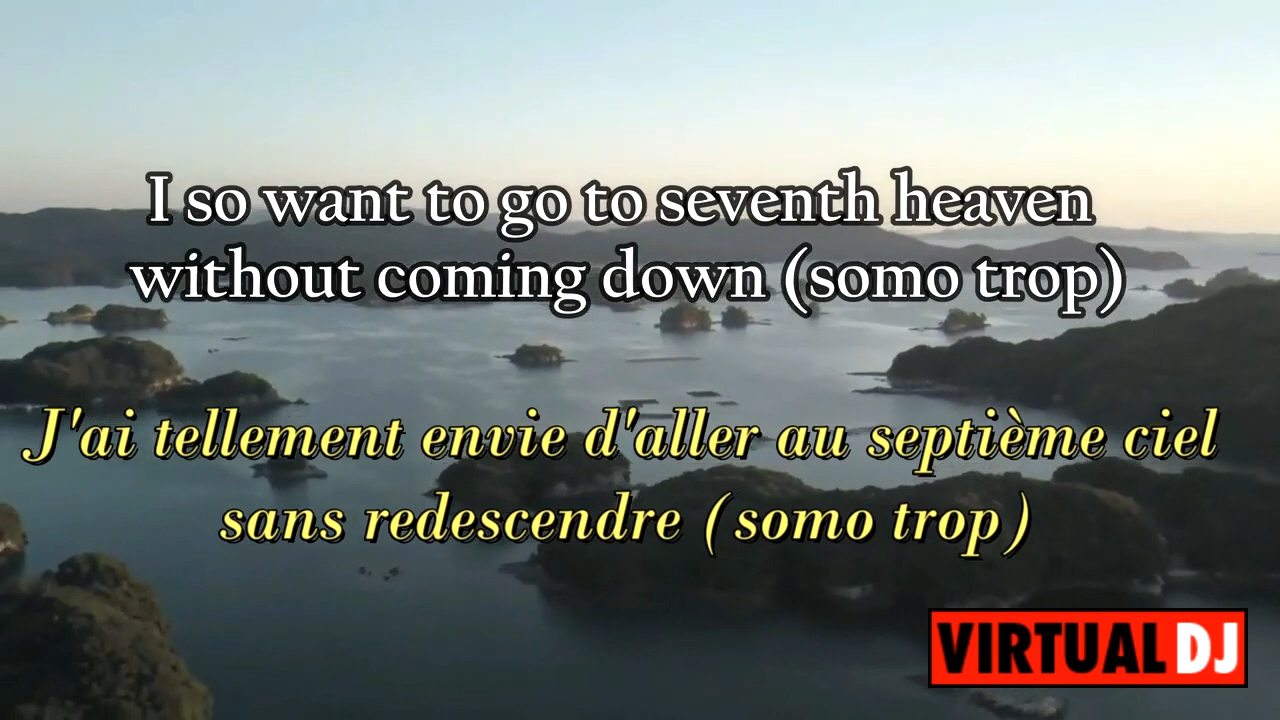 I so want to go to seventh heaven
without coming down (somo trop)
J'ai tellement envie d'aller au septième ciel
sans redescendre (somo trop)
VIRTUAL DJ